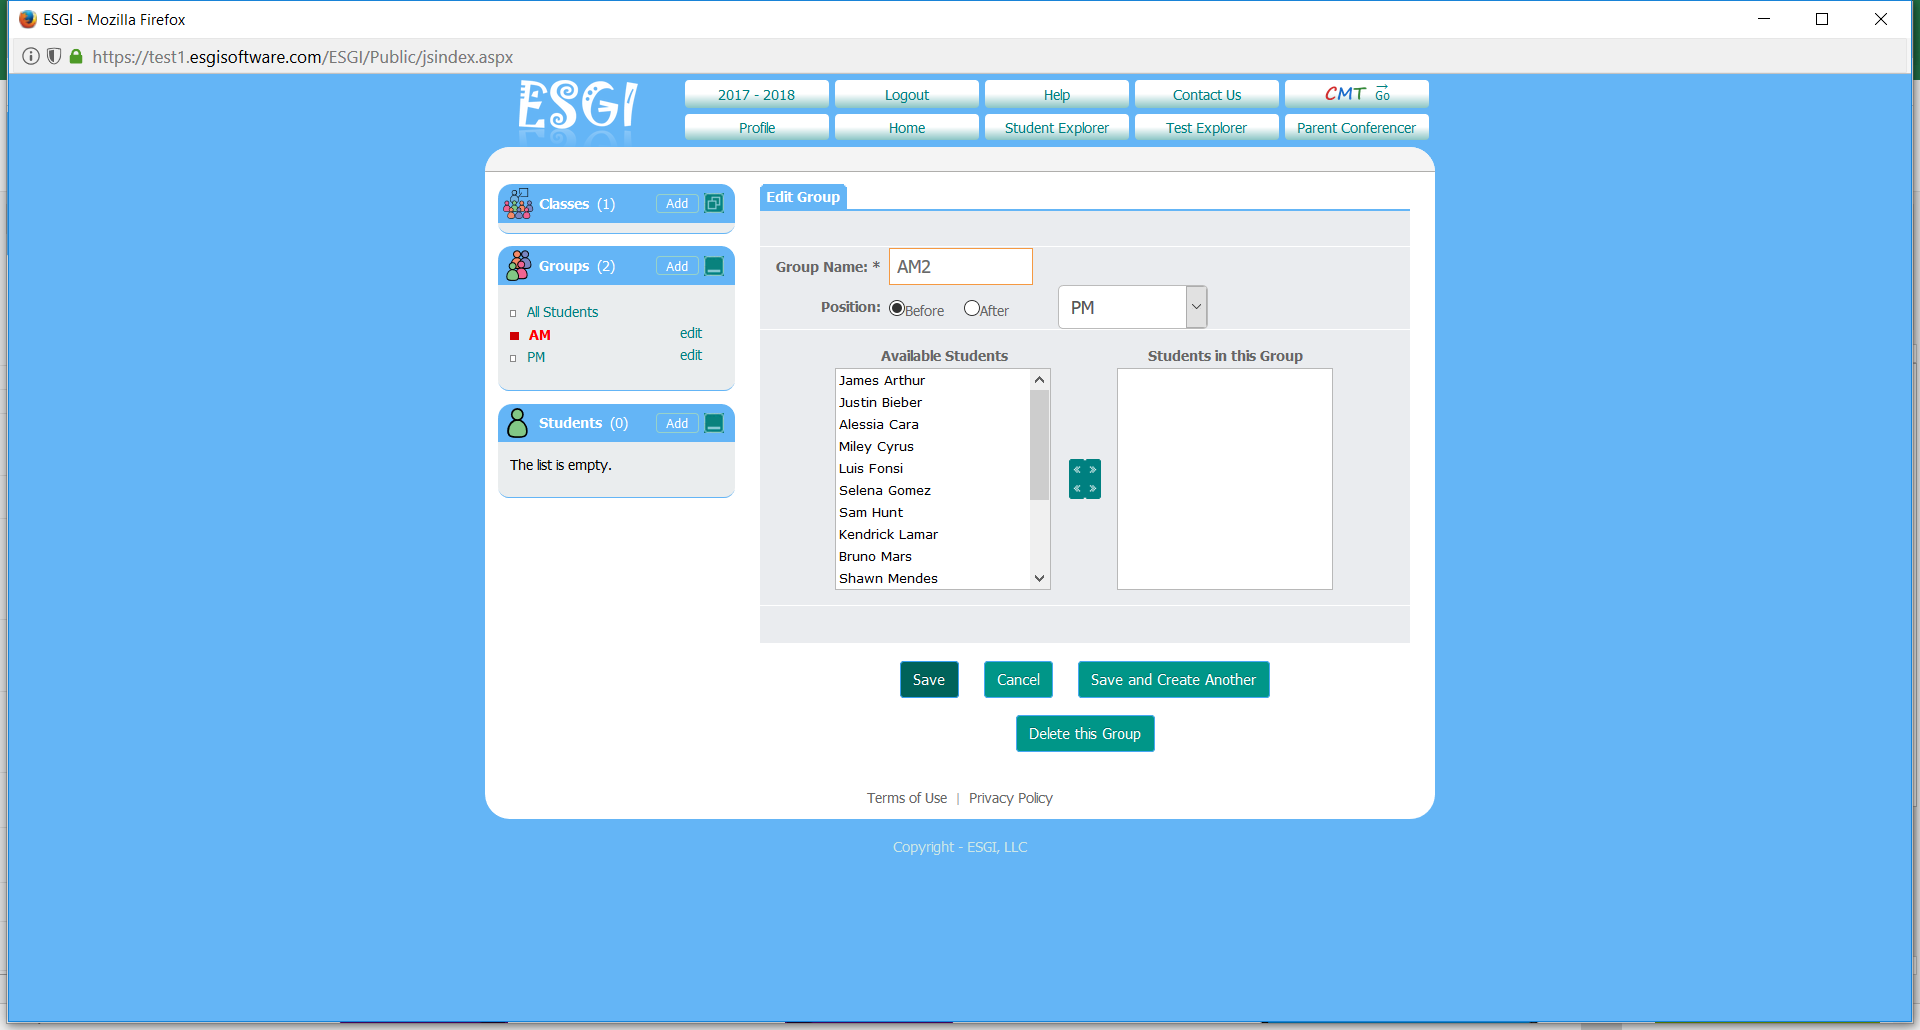 ESGI - Mozilla Firefox
https://test1.esgisoftware.com/ESGI/Public/jsindex.aspx
ESGI
2017 - 2018
Logout
Help
Contact Us
CMT Go
Profile
Home
Student Explorer
Test Explorer
Parent Conferencer
Classes (1)
Add
Groups (2)
Add
All Students
AM edit
PM edit
Students (0)
Add
The list is empty.
Edit Group
Group Name: * AM2
Position: Before After PM
Available Students
James Arthur
Justin Bieber
Alessia Cara
Miley Cyrus
Luis Fonsi
Selena Gomez
Sam Hunt
Kendrick Lamar
Bruno Mars
Shawn Mendes
Students in this Group
Save
Cancel
Save and Create Another
Delete this Group
Terms of Use | Privacy Policy
Copyright - ESGI, LLC